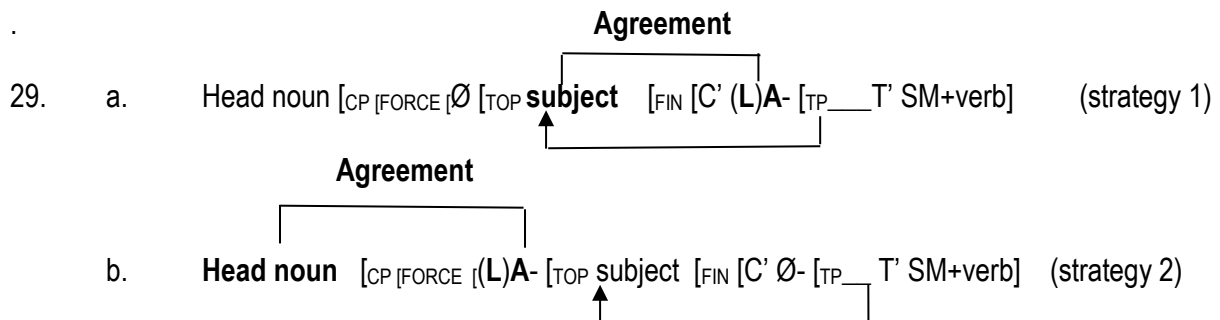 .
Agreement
29. a. Head noun [CP [FORCE [Ø [TOP subject [FIN [C' (L)A- [TP___T' SM+verb] (strategy 1)
Agreement
b. Head noun [CP [FORCE [(L)A- [TOP subject [FIN [C' Ø- [TP___ T' SM+verb] (strategy 2)